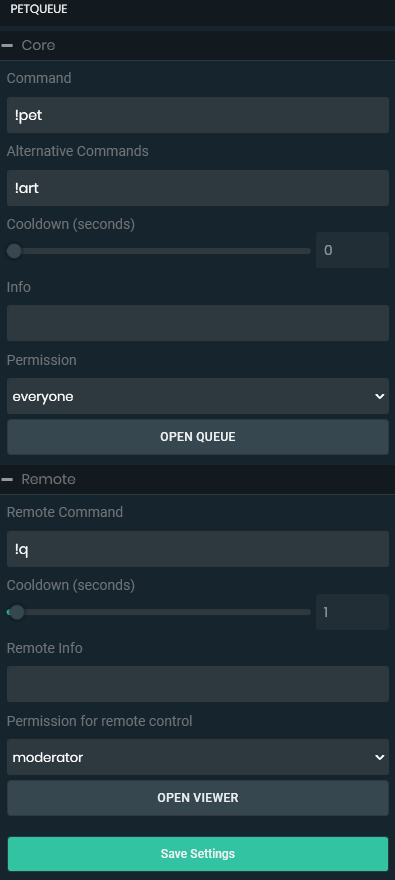 PETQUEUE
Core
Command
!pet
Alternative Commands
!art
Cooldown (seconds)
0
Info
Permission
everyone
OPEN QUEUE
Remote
Remote Command
!q
Cooldown (seconds)
1
Remote Info
Permission for remote control
moderator
OPEN VIEWER
Save Settings